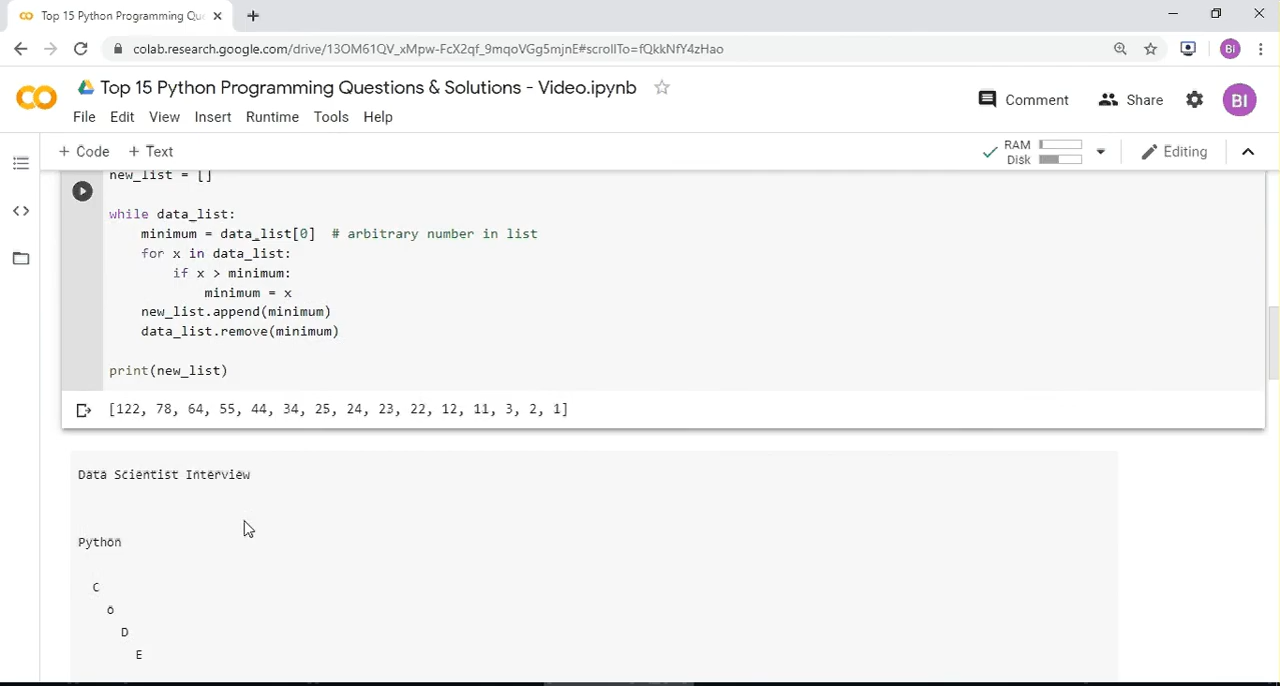 Top 15 Python Programming Qu
colab.research.google.com/drive/13OM61QV_xMpw-FcX2qf_9mqoVGg5mjnE#scrollTo=fQkkNfY4zHao
BI
Top 15 Python Programming Questions & Solutions - Video.ipynb
Comment
Share
BI
File Edit View Insert Runtime Tools Help
+ Code + Text
RAM
Disk
Editing
new_list = []
while data_list:
minimum = data_list[0] # arbitrary number in list
for x in data_list:
if x > minimum:
minimum = x
new_list.append(minimum)
data_list.remove(minimum)
print(new_list)
[122, 78, 64, 55, 44, 34, 25, 24, 23, 22, 12, 11, 3, 2, 1]
Data Scientist Interview
Python
C
o
D
E